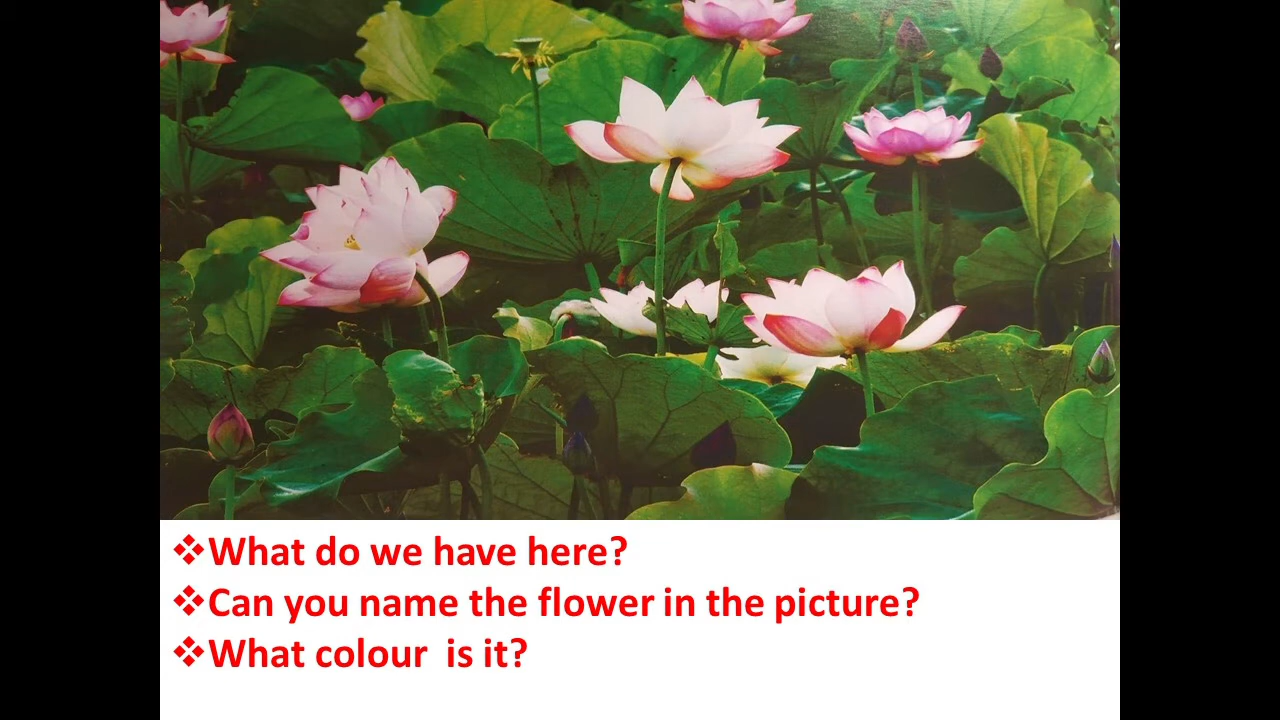 ❖What do we have here?
❖Can you name the flower in the picture?
❖What colour  is it?